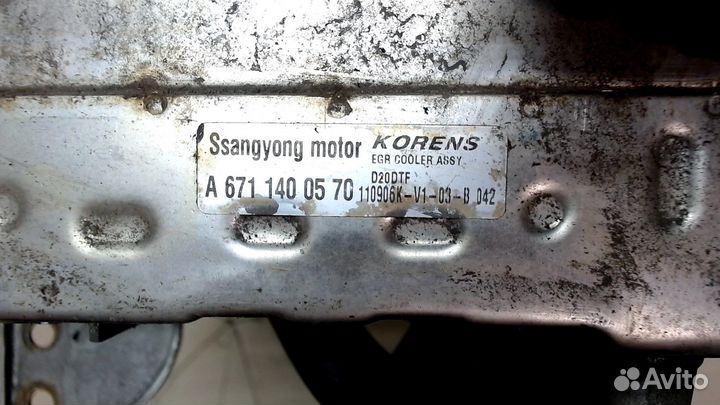 Ssangyong motor KORENS
EGR COOLER ASSY
D20DTF
A 671 140 05 70 110906K-V1-03-B 042
Avito